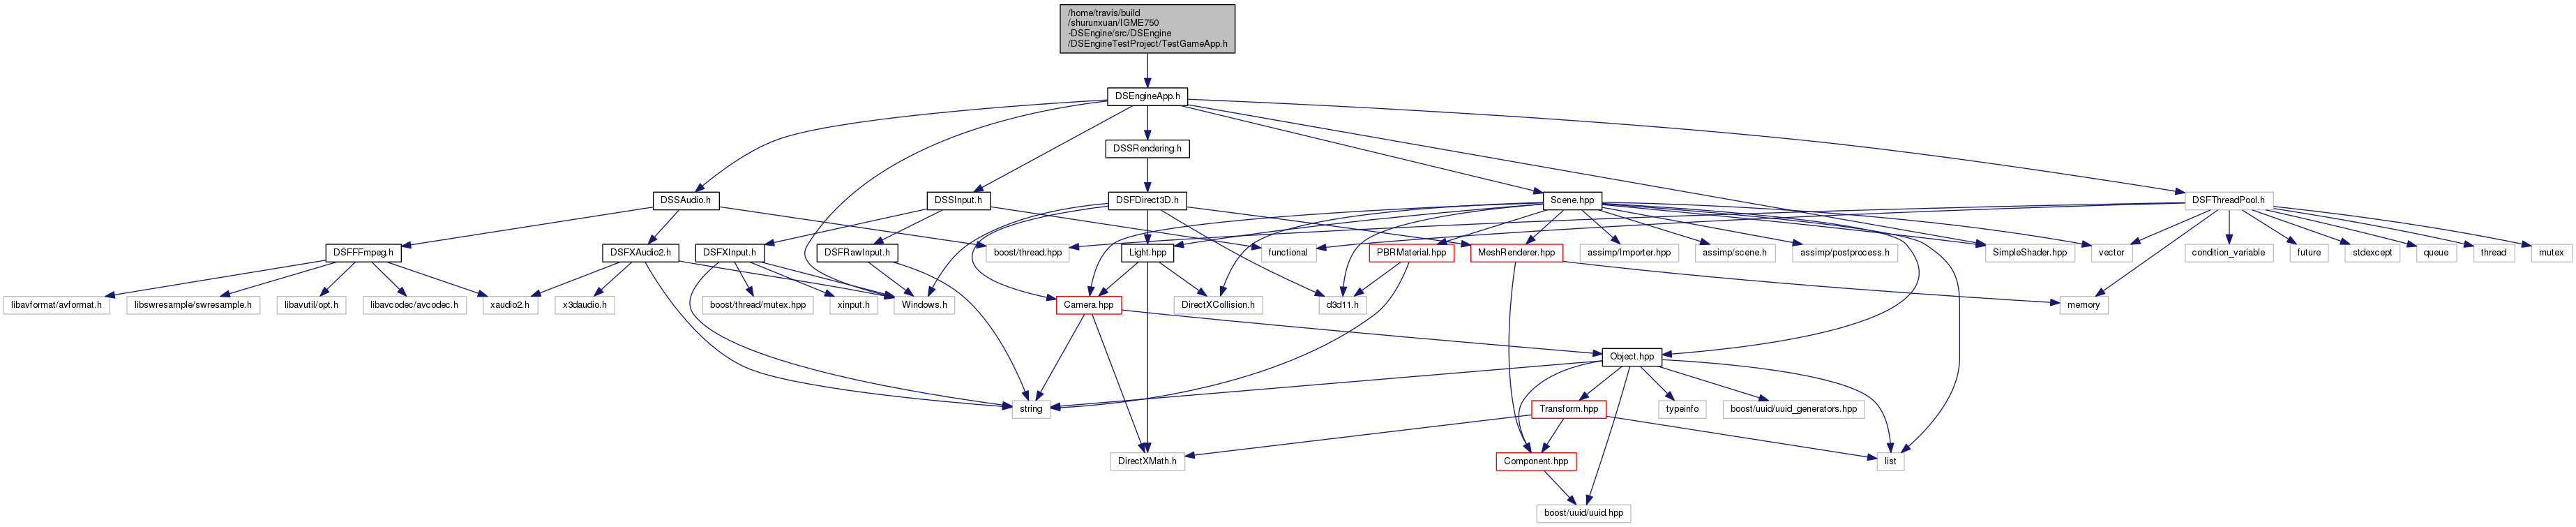 /home/travis/build
/shurunxuan/IGME750
-DSEngine/src/DSEngine
/DSEngineTestProject/TestGameApp.h
DSEngineApp.h
DSSRendering.h
DSSAudio.h
DSSInput.h
DSFDirect3D.h
Scene.hpp
DSFThreadPool.h
DSFFFmpeg.h
DSFXAudio2.h
DSFXInput.h
DSFRawInput.h
boost/thread.hpp
Light.hpp
functional
PBRMaterial.hpp
MeshRenderer.hpp
assimp/Importer.hpp
assimp/scene.h
assimp/postprocess.h
SimpleShader.hpp
vector
condition_variable
future
stdexcept
queue
thread
mutex
libavformat/avformat.h
libswresample/swresample.h
libavutil/opt.h
libavcodec/avcodec.h
xaudio2.h
x3daudio.h
boost/thread/mutex.hpp
xinput.h
Windows.h
Camera.hpp
DirectXCollision.h
d3d11.h
memory
Object.hpp
string
Transform.hpp
typeinfo
boost/uuid/uuid_generators.hpp
DirectXMath.h
Component.hpp
list
boost/uuid/uuid.hpp